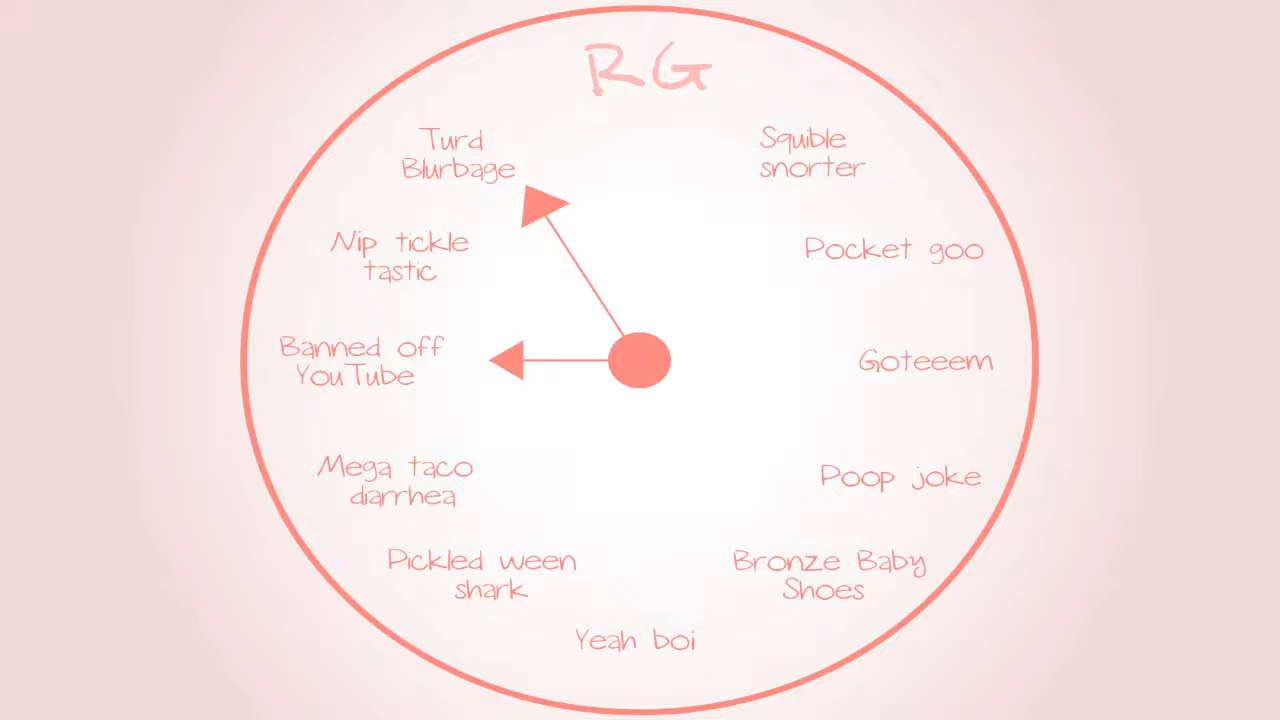 RG
Squible
snorter
Pocket goo
Goteeem
Poop joke
Bronze Baby
Shoes
Yeah boi
Pickled ween
shark
Mega taco
diarrhea
Banned off
YouTube
Nip tickle
tastic
Turd
Blurbage